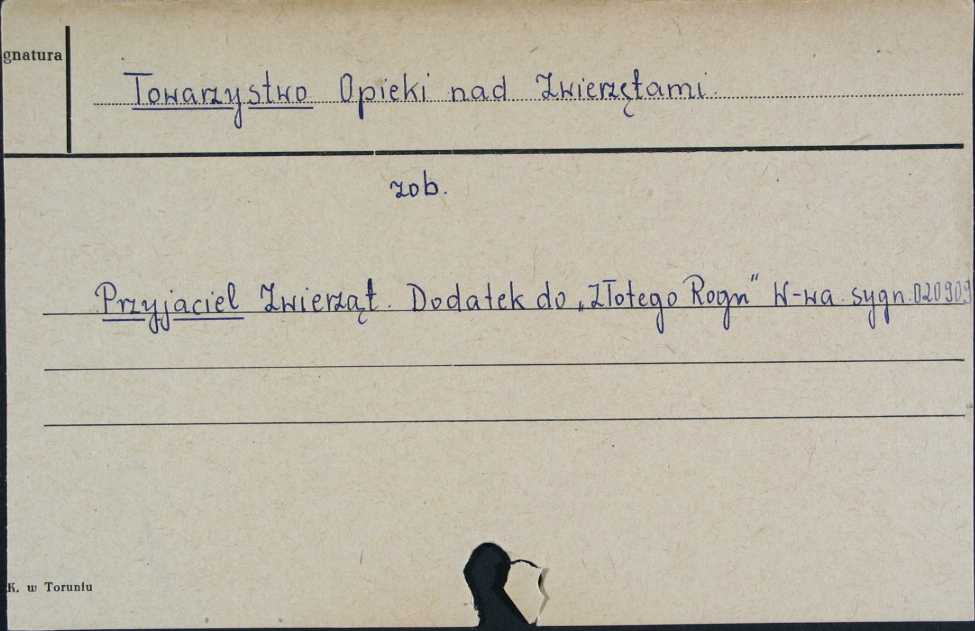 gnatura
Towarzystwo Opieki nad Zwierzętami.
zob.
Przyjaciel Zwierząt. Dodatek do „Złotego Rogu" W-wa. sygn. 020909
K. w Toruniu